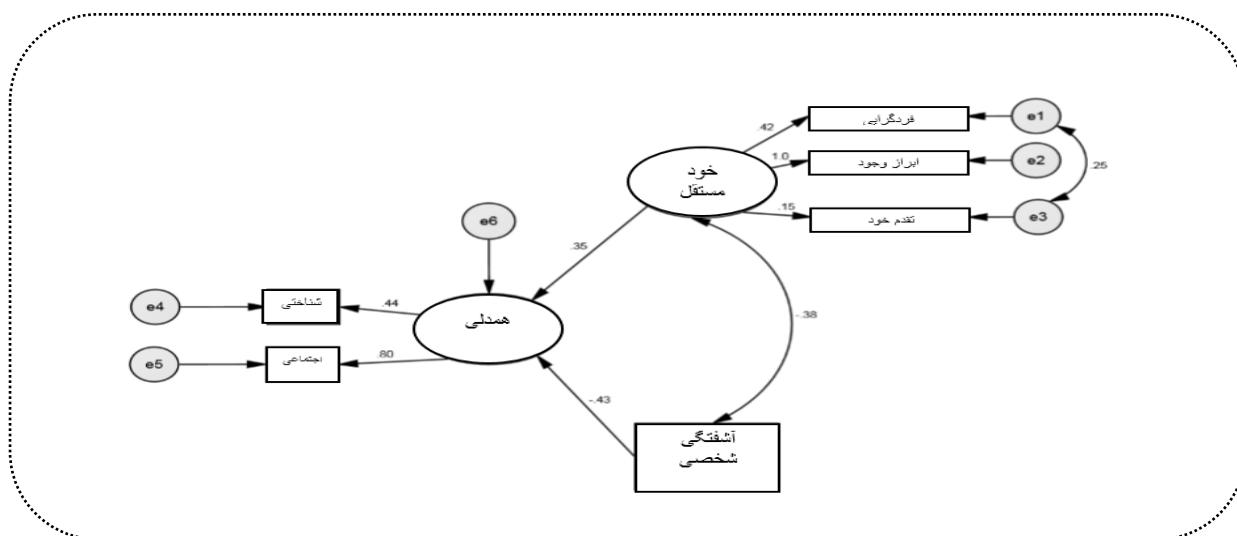 فردگرایی
e1
.42
ابراز وجود
e2
1.0
.25
خود
مستقل
تقدم خود
e3
.15
e6
.35
شناختی
e4
.44
همدلی
-.38
اجتماعی
e5
.80
-.43
آشفتگی
شخصی